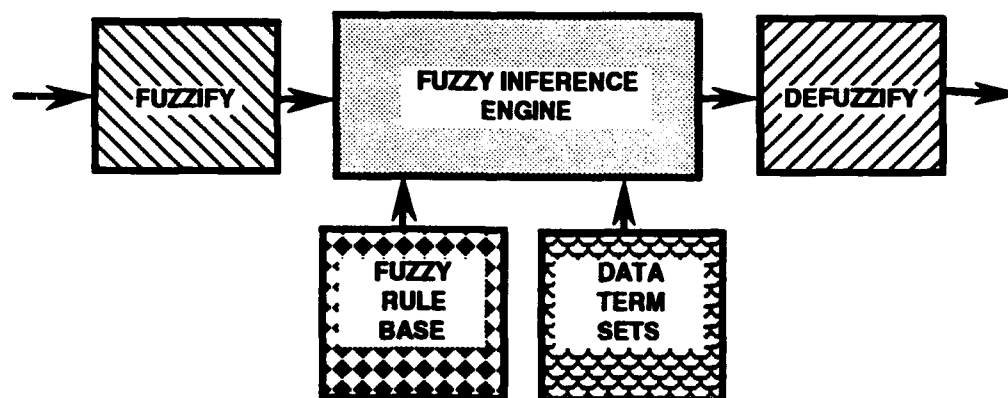 FUZZIFY
FUZZY INFERENCE
ENGINE
DEFUZZIFY
FUZZY
RULE
BASE
DATA
TERM
SETS